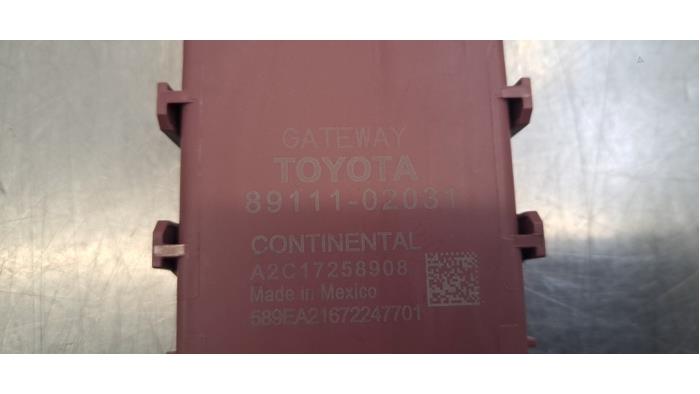 GATEWAY
TOYOTA
89111-02031
CONTINENTAL
A2C17258908
Made in Mexico
589EA21672247701